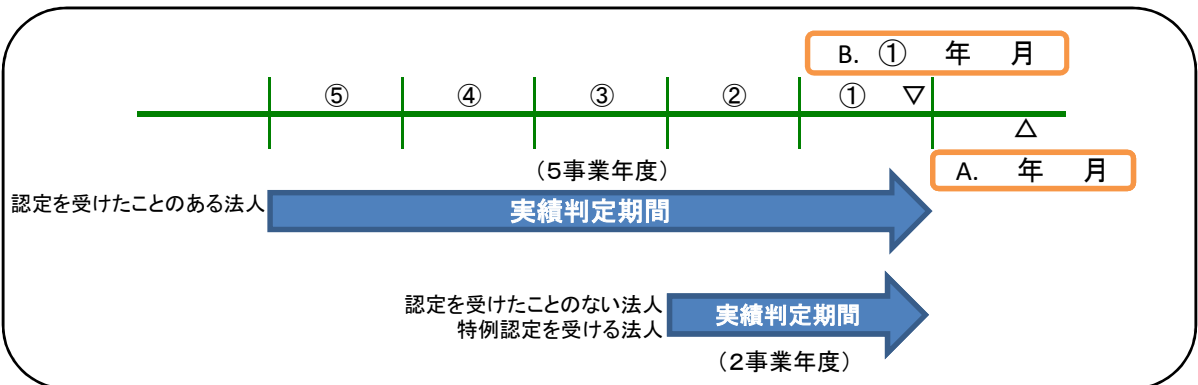 B. ① 年 月
⑤ ④ ③ ② ① ▽
△
A. 年 月
(5事業年度)
認定を受けたことのある法人
実績判定期間
認定を受けたことのない法人
特例認定を受ける法人
実績判定期間
(2事業年度)